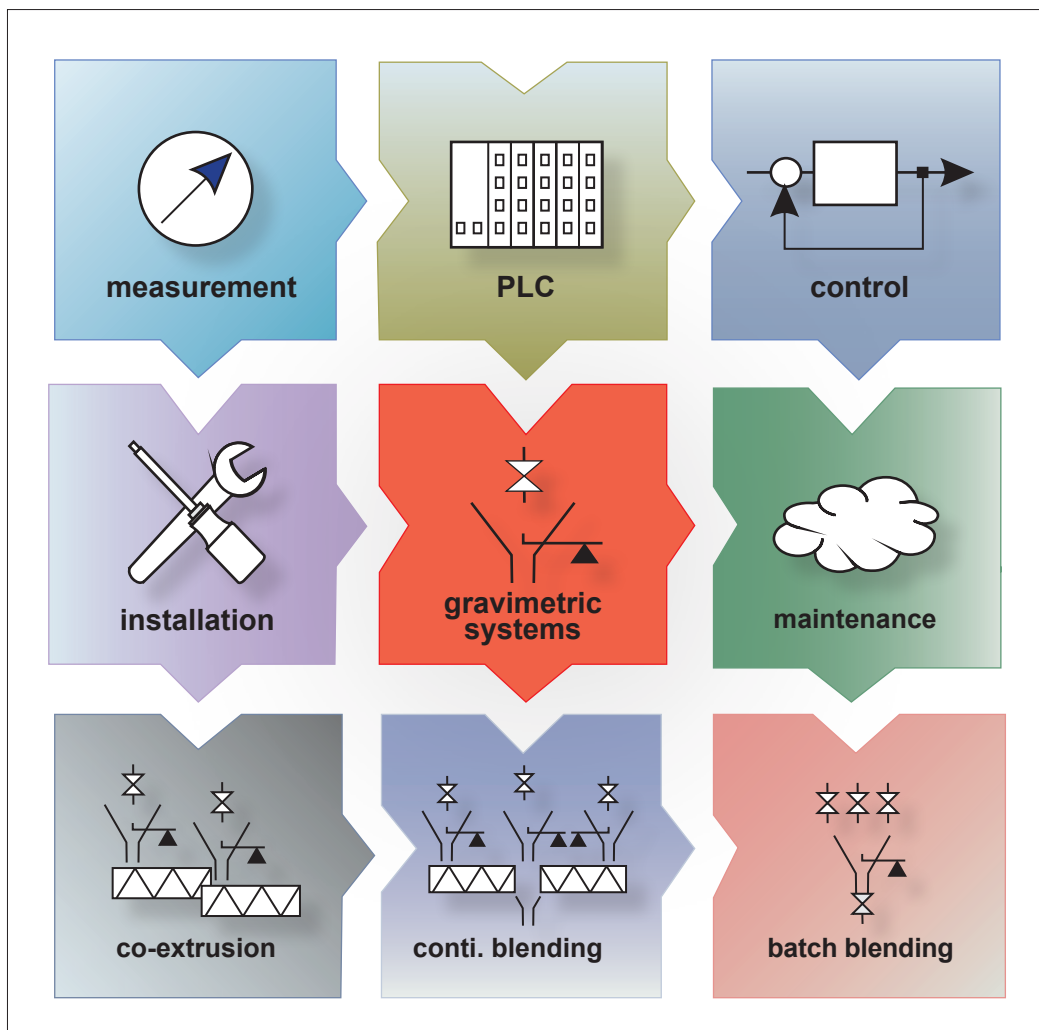 measurement
PLC
control
installation
gravimetric
systems
maintenance
co-extrusion
conti. blending
batch blending